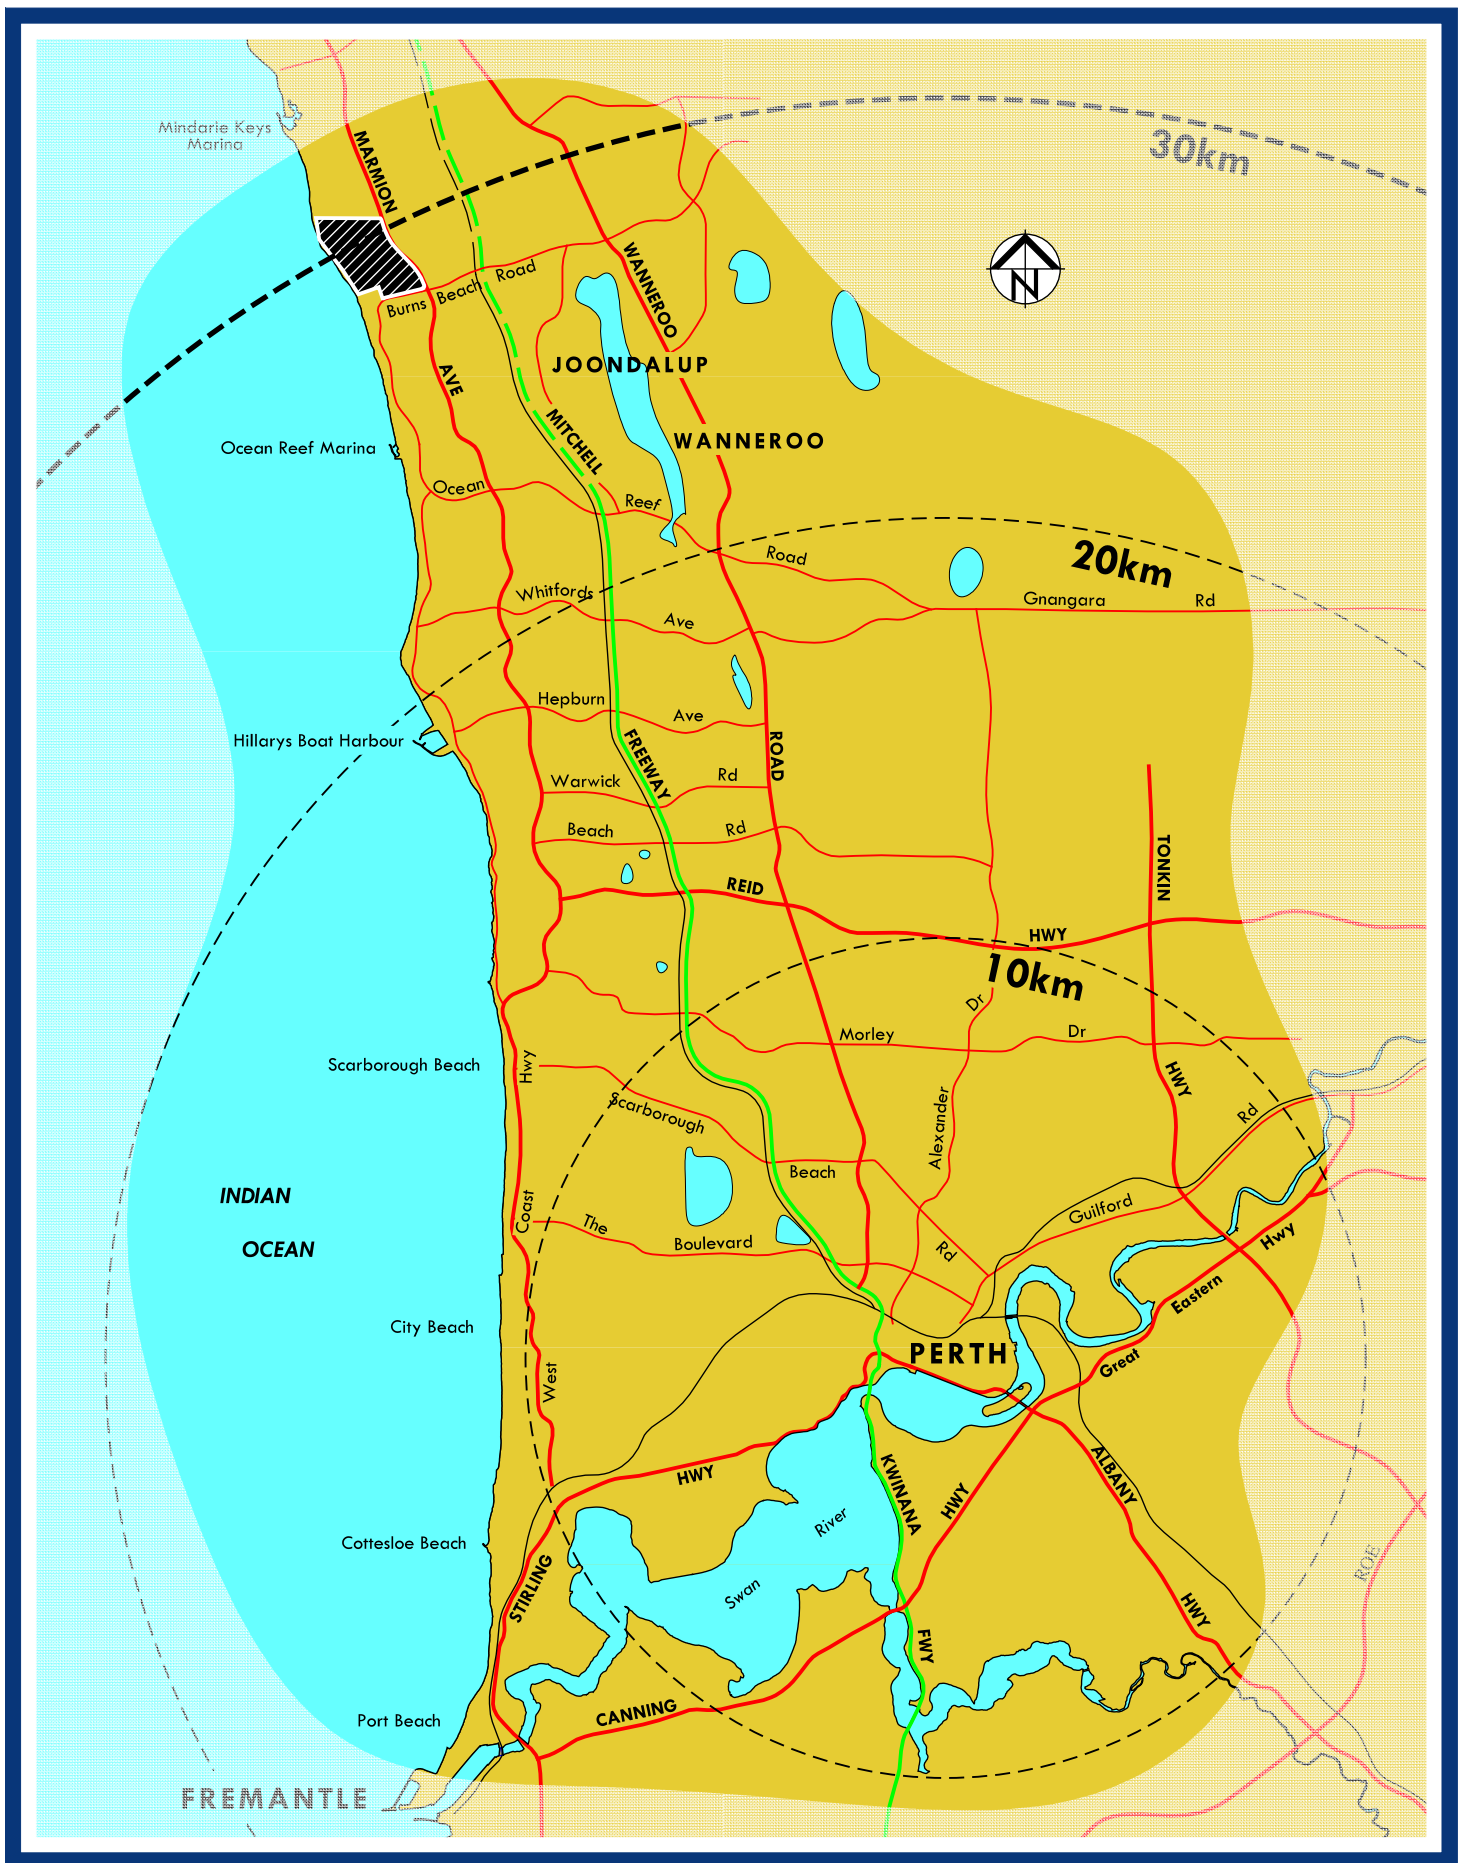 30km
Mindarie Keys
Marina
MARMION
WANNEROO
N
Burns Beach Road
JOONDALUP
AVE
MITCHELL
WANNEROO
Ocean Reef Marina
Ocean
Reef
Road
20km
Whitfords
Ave
Gnangara Rd
Hepburn
Ave
Hillarys Boat Harbour
FREEWAY
ROAD
Warwick Rd
Beach Rd
TONKIN
REID
HWY
10km
Dr
Morley Dr
Scarborough Beach
Hwy
HWY
Scarborough
Alexander
Rd
Beach
INDIAN
OCEAN
Coast
The
Boulevard
Rd
Guilford
Hwy
Eastern
City Beach
PERTH
Great
West
HWY
KWINANA
HWY
ALBANY
River
Cottesloe Beach
ROE
STIRLING
Swan
HWY
FWY
CANNING
Port Beach
FREMANTLE